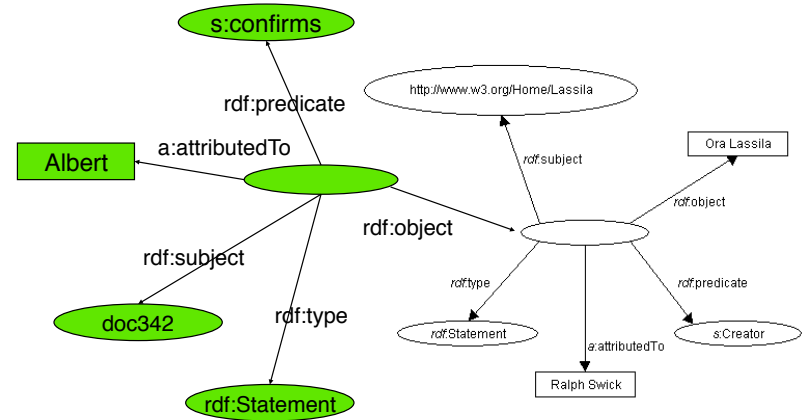 s:confirms
rdf:predicate
a:attributedTo
Albert
rdf:object
rdf:subject
doc342
rdf:type
rdf:Statement
http://www.w3.org/Home/Lassila
Ora Lassila
rdf:subject
rdf:object
rdf:type
rdf:predicate
rdf:Statement
a:attributedTo
s:Creator
Ralph Swick